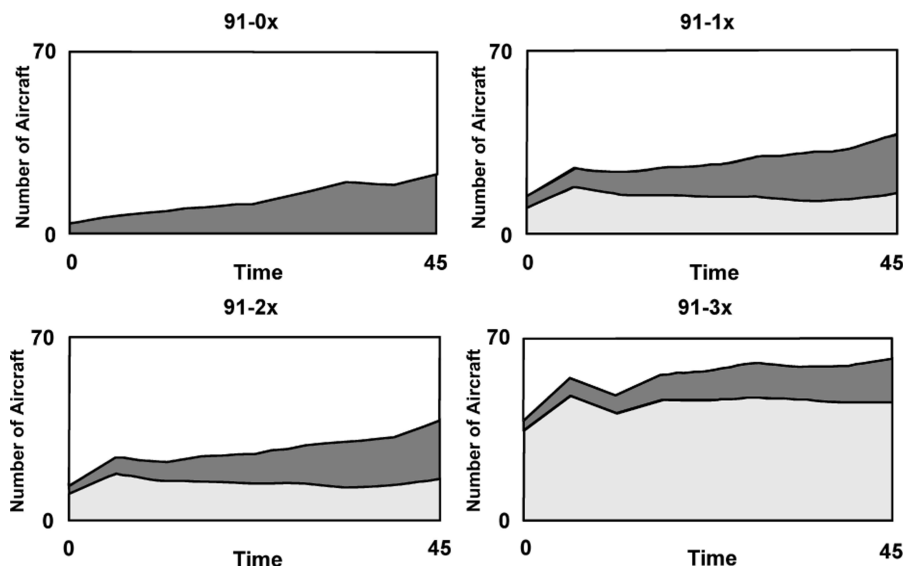 91-0x
70
Number of Aircraft
0
0
Time
45
91-1x
70
Number of Aircraft
0
0
Time
45
91-2x
70
Number of Aircraft
0
0
Time
45
91-3x
70
Number of Aircraft
0
0
Time
45